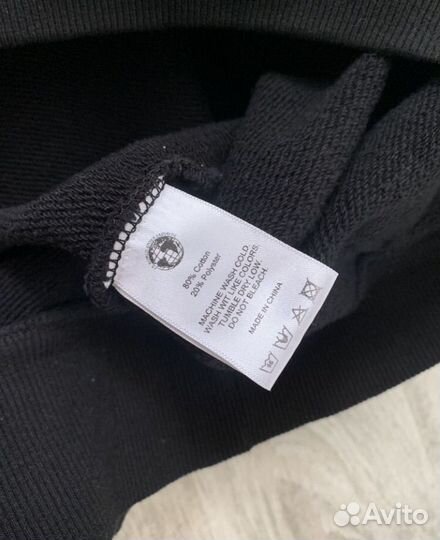 80% Cotton
20% Polyester
MACHINE WASH COLD.
WASH WIT LIKE COLORS.
TUMBLE DRY LOW.
DO NOT BLEACH.
MADE IN CHINA
Avito